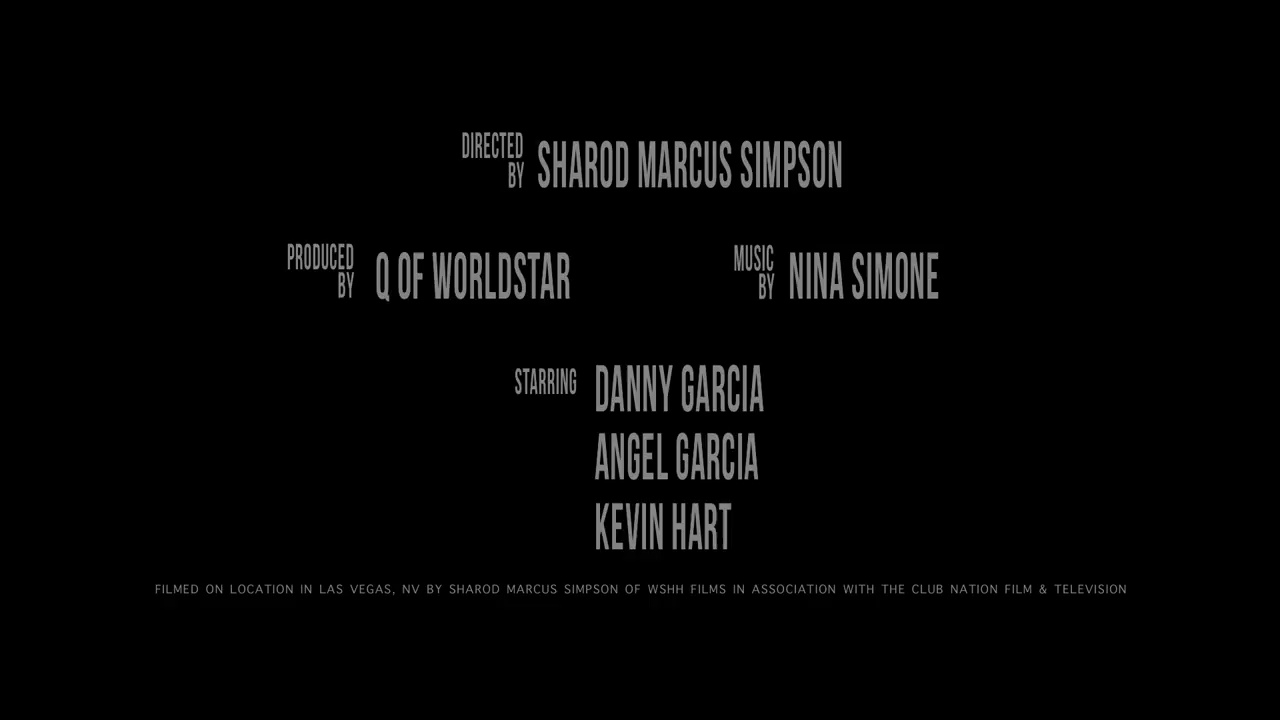 DIRECTED
BY SHAROD MARCUS SIMPSON
PRODUCED
BY Q OF WORLDSTAR
MUSIC
BY NINA SIMONE
STARRING DANNY GARCIA
ANGEL GARCIA
KEVIN HART
FILMED ON LOCATION IN LAS VEGAS, NV BY SHAROD MARCUS SIMPSON OF WSHH FILMS IN ASSOCIATION WITH THE CLUB NATION FILM & TELEVISION